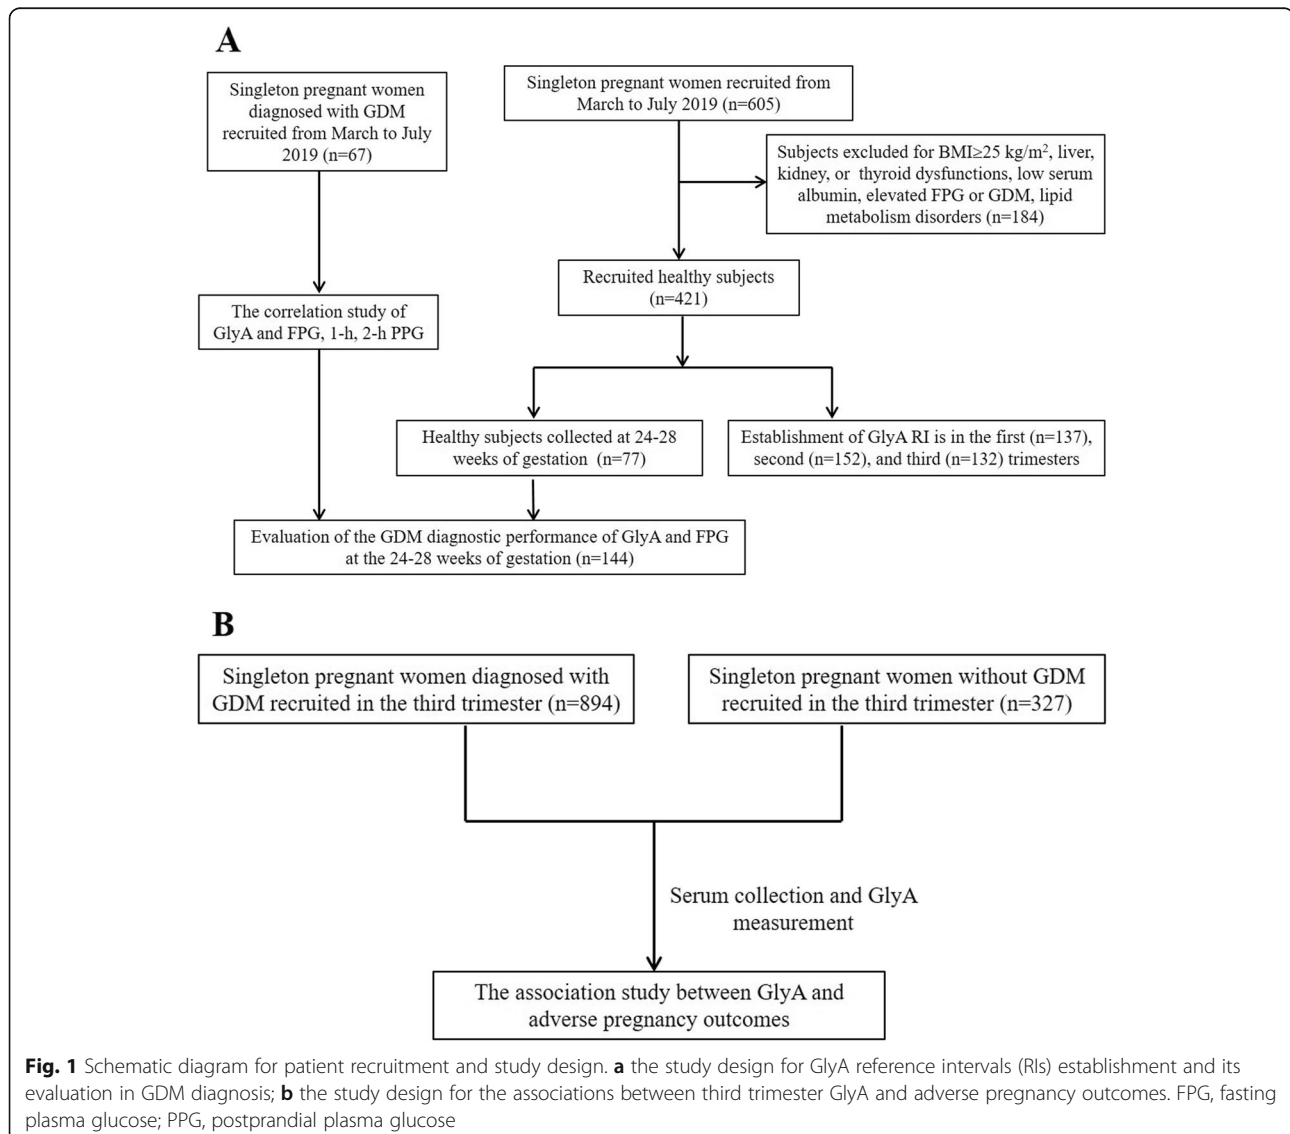 A
Singleton pregnant women
diagnosed with GDM
recruited from March to July
2019 (n=67)
Singleton pregnant women recruited from
March to July 2019 (n=605)
Subjects excluded for BMI≥25 kg/m², liver,
kidney, or thyroid dysfunctions, low serum
albumin, elevated FPG or GDM, lipid
metabolism disorders (n=184)
Recruited healthy subjects
(n=421)
The correlation study of
GlyA and FPG, 1-h, 2-h PPG
Healthy subjects collected at 24-28
weeks of gestation (n=77)
Establishment of GlyA RI is in the first (n=137),
second (n=152), and third (n=132) trimesters
Evaluation of the GDM diagnostic performance of GlyA and FPG
at the 24-28 weeks of gestation (n=144)
B
Singleton pregnant women diagnosed with
GDM recruited in the third trimester (n=894)
Singleton pregnant women without GDM
recruited in the third trimester (n=327)
Serum collection and GlyA
measurement
The association study between GlyA and
adverse pregnancy outcomes
Fig. 1 Schematic diagram for patient recruitment and study design. a the study design for GlyA reference intervals (RIs) establishment and its
evaluation in GDM diagnosis; b the study design for the associations between third trimester GlyA and adverse pregnancy outcomes. FPG, fasting
plasma glucose; PPG, postprandial plasma glucose